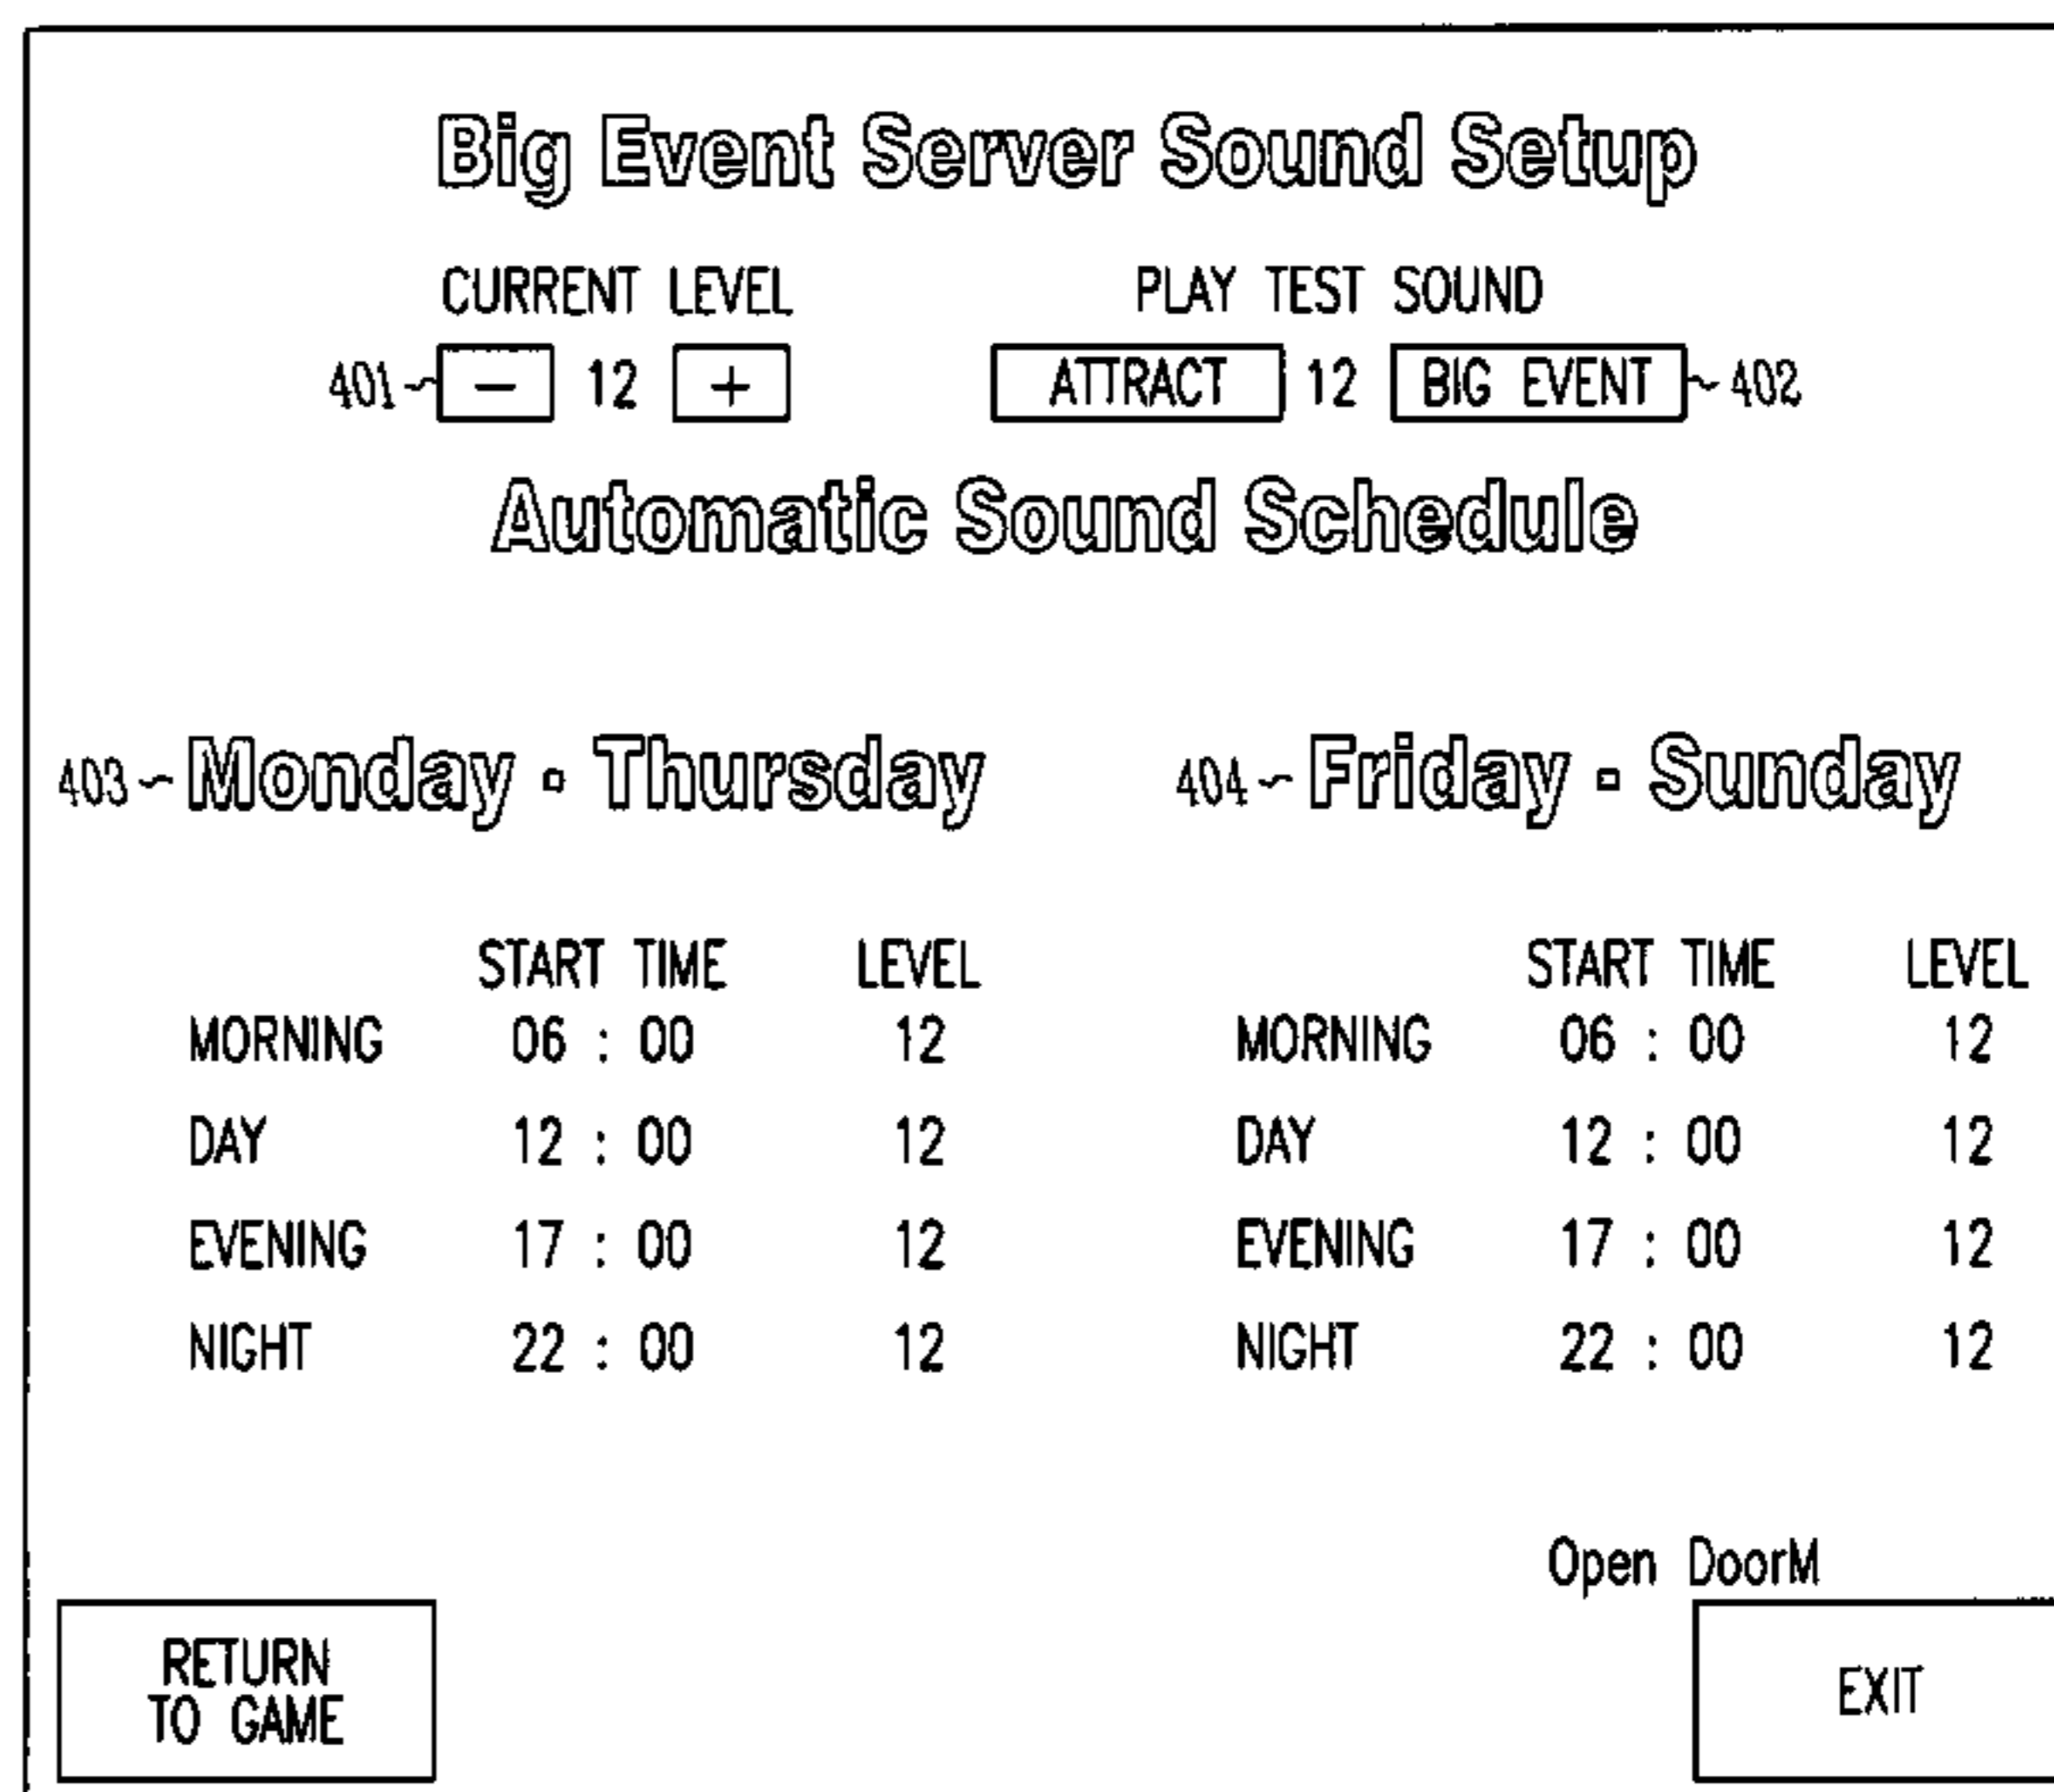 Big Event Server Sound Setup
CURRENT LEVEL PLAY TEST SOUND
401 − 12 + ATTRACT 12 BIG EVENT 402
Automatic Sound Schedule
403 Monday - Thursday 404 Friday - Sunday
START TIME LEVEL START TIME LEVEL
MORNING 06 : 00 12 MORNING 06 : 00 12
DAY 12 : 00 12 DAY 12 : 00 12
EVENING 17 : 00 12 EVENING 17 : 00 12
NIGHT 22 : 00 12 NIGHT 22 : 00 12
Open DoorM
RETURN
TO GAME
EXIT